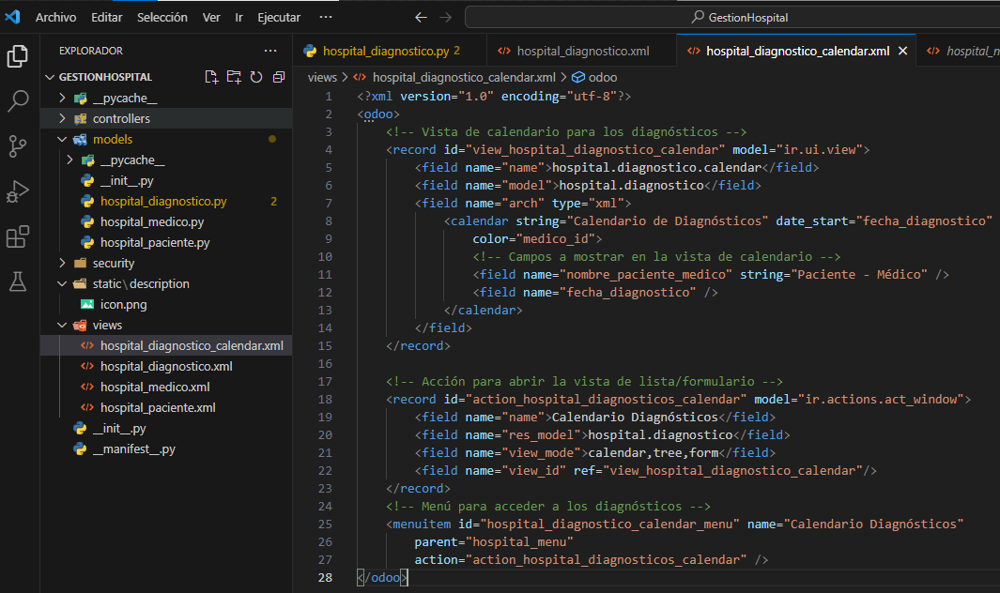 Archivo Editar Selección Ver Ir Ejecutar ··· GestionHospital
EXPLORADOR ···
GESTIONHOSPITAL
__pycache__
controllers
models
__pycache__
__init__.py
hospital_diagnostico.py 2
hospital_medico.py
hospital_paciente.py
security
static\description
icon.png
views
hospital_diagnostico_calendar.xml
hospital_diagnostico.xml
hospital_medico.xml
hospital_paciente.xml
__init__.py
__manifest__.py
hospital_diagnostico.py 2 hospital_diagnostico.xml hospital_diagnostico_calendar.xml
views > hospital_diagnostico_calendar.xml > odoo
1 <?xml version="1.0" encoding="utf-8"?>
2 <odoo>
3 <!-- Vista de calendario para los diagnósticos -->
4 <record id="view_hospital_diagnostico_calendar" model="ir.ui.view">
5 <field name="name">hospital.diagnostico.calendar</field>
6 <field name="model">hospital.diagnostico</field>
7 <field name="arch" type="xml">
8 <calendar string="Calendario de Diagnósticos" date_start="fecha_diagnostico"
9 color="medico_id">
10 <!-- Campos a mostrar en la vista de calendario -->
11 <field name="nombre_paciente_medico" string="Paciente - Médico" />
12 <field name="fecha_diagnostico" />
13 </calendar>
14 </field>
15 </record>
16
17 <!-- Acción para abrir la vista de lista/formulario -->
18 <record id="action_hospital_diagnosticos_calendar" model="ir.actions.act_window">
19 <field name="name">Calendario Diagnósticos</field>
20 <field name="res_model">hospital.diagnostico</field>
21 <field name="view_mode">calendar,tree,form</field>
22 <field name="view_id" ref="view_hospital_diagnostico_calendar"/>
23 </record>
24 <!-- Menú para acceder a los diagnósticos -->
25 <menuitem id="hospital_diagnostico_calendar_menu" name="Calendario Diagnósticos"
26 parent="hospital_menu"
27 action="action_hospital_diagnosticos_calendar" />
28 </odoo>